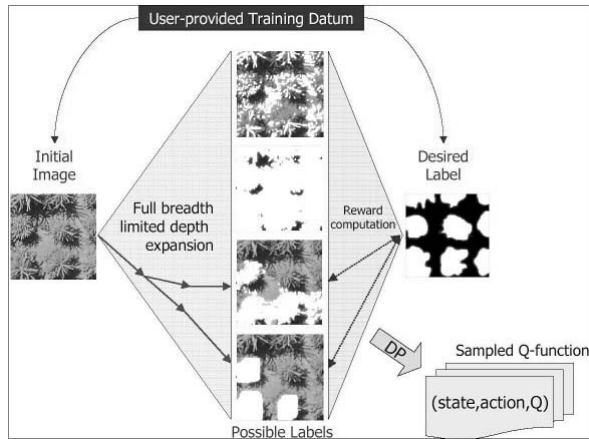 User-provided Training Datum
Initial
Image
Desired
Label
Full breadth
limited depth
expansion
Reward
computation
DP
Sampled Q-function
(state,action,Q)
Possible Labels